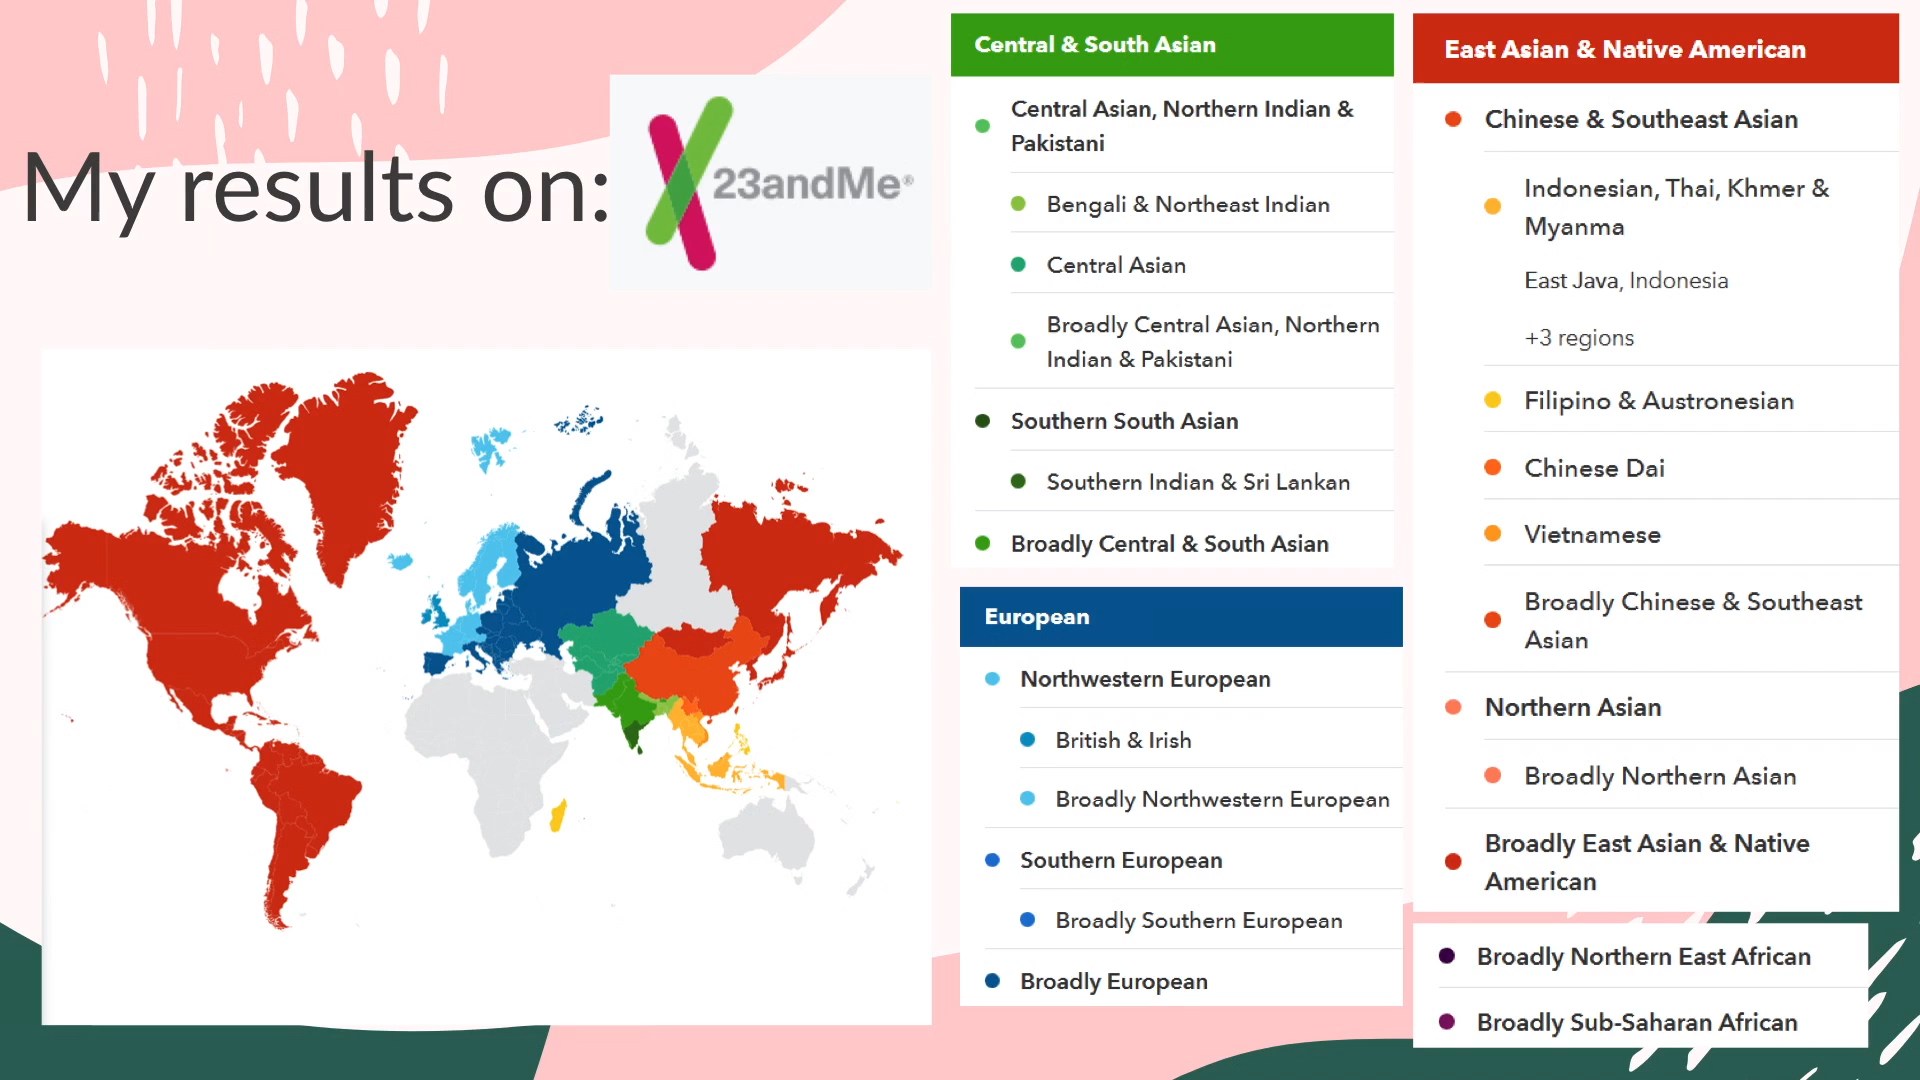 My results on:
23andMe®
Central & South Asian
Central Asian, Northern Indian &
Pakistani
Bengali & Northeast Indian
Central Asian
Broadly Central Asian, Northern
Indian & Pakistani
Southern South Asian
Southern Indian & Sri Lankan
Broadly Central & South Asian
European
Northwestern European
British & Irish
Broadly Northwestern European
Southern European
Broadly Southern European
Broadly European
East Asian & Native American
Chinese & Southeast Asian
Indonesian, Thai, Khmer &
Myanma
East Java, Indonesia
+3 regions
Filipino & Austronesian
Chinese Dai
Vietnamese
Broadly Chinese & Southeast
Asian
Northern Asian
Broadly Northern Asian
Broadly East Asian & Native
American
Broadly Northern East African
Broadly Sub-Saharan African